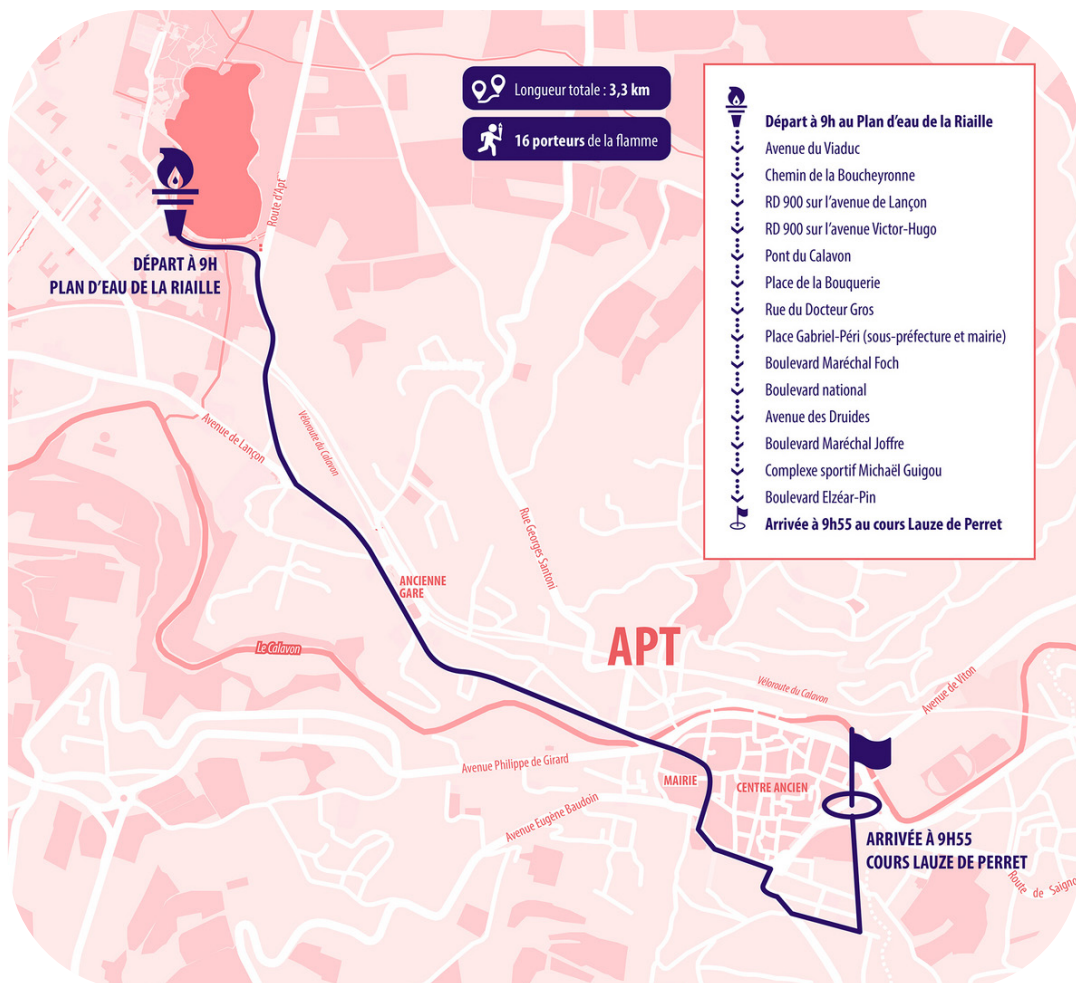 Longueur totale : 3,3 km
16 porteurs de la flamme
Départ à 9h au Plan d'eau de la Riaille
Avenue du Viaduc
Chemin de la Boucheyronne
RD 900 sur l'avenue de Lançon
RD 900 sur l'avenue Victor-Hugo
Pont du Calavon
Place de la Bouquerie
Rue du Docteur Gros
Place Gabriel-Péri (sous-préfecture et mairie)
Boulevard Maréchal Foch
Boulevard national
Avenue des Druides
Boulevard Maréchal Joffre
Complexe sportif Michaël Guigou
Boulevard Elzéar-Pin
Arrivée à 9h55 au cours Lauze de Perret
Route d'Apt
DÉPART À 9H
PLAN D'EAU DE LA RIAILLE
Avenue de Lançon
Véloroute du Calavon
Rue Georges Santoni
ANCIENNE
GARE
Le Calavon
APT
Véloroute du Calavon
Avenue de Viton
Avenue Philippe de Girard
MAIRIE
CENTRE ANCIEN
Avenue Eugène Baudoin
ARRIVÉE À 9H55
COURS LAUZE DE PERRET
Route de Saigno